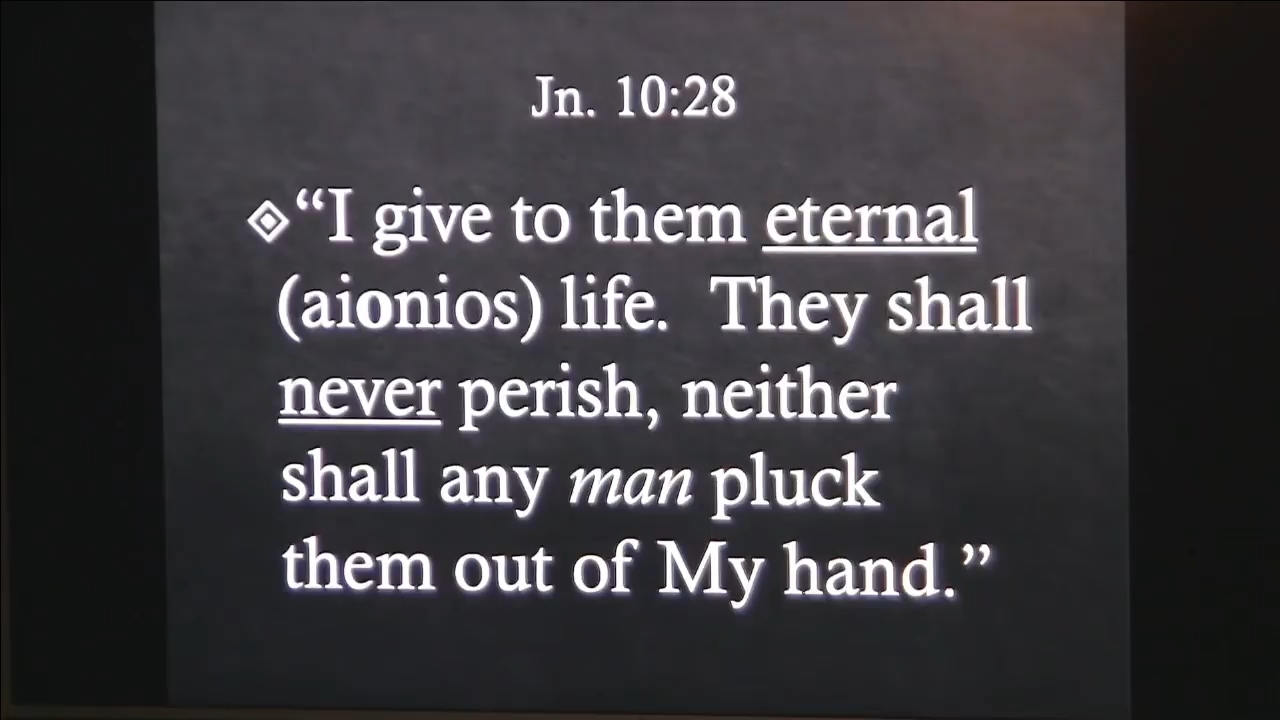 Jn. 10:28
“I give to them eternal
(aionios) life. They shall
never perish, neither
shall any man pluck
them out of My hand.”